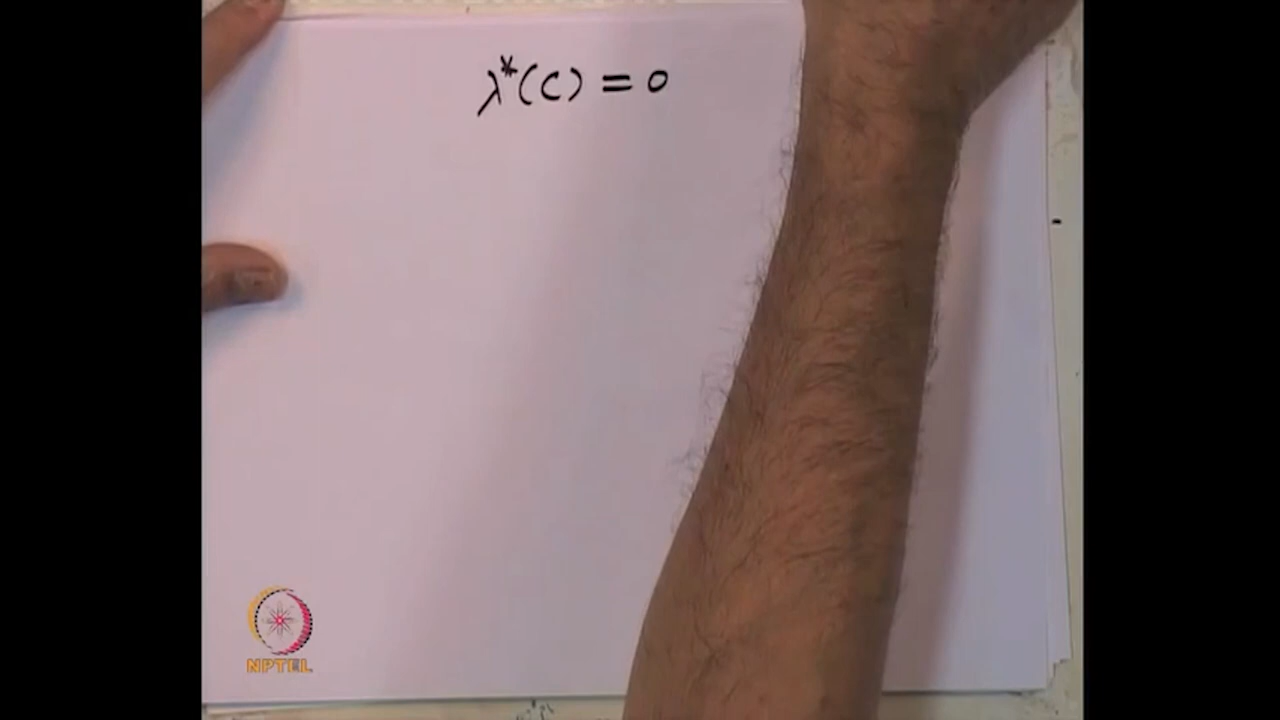 λ*(C) = 0
NPTEL